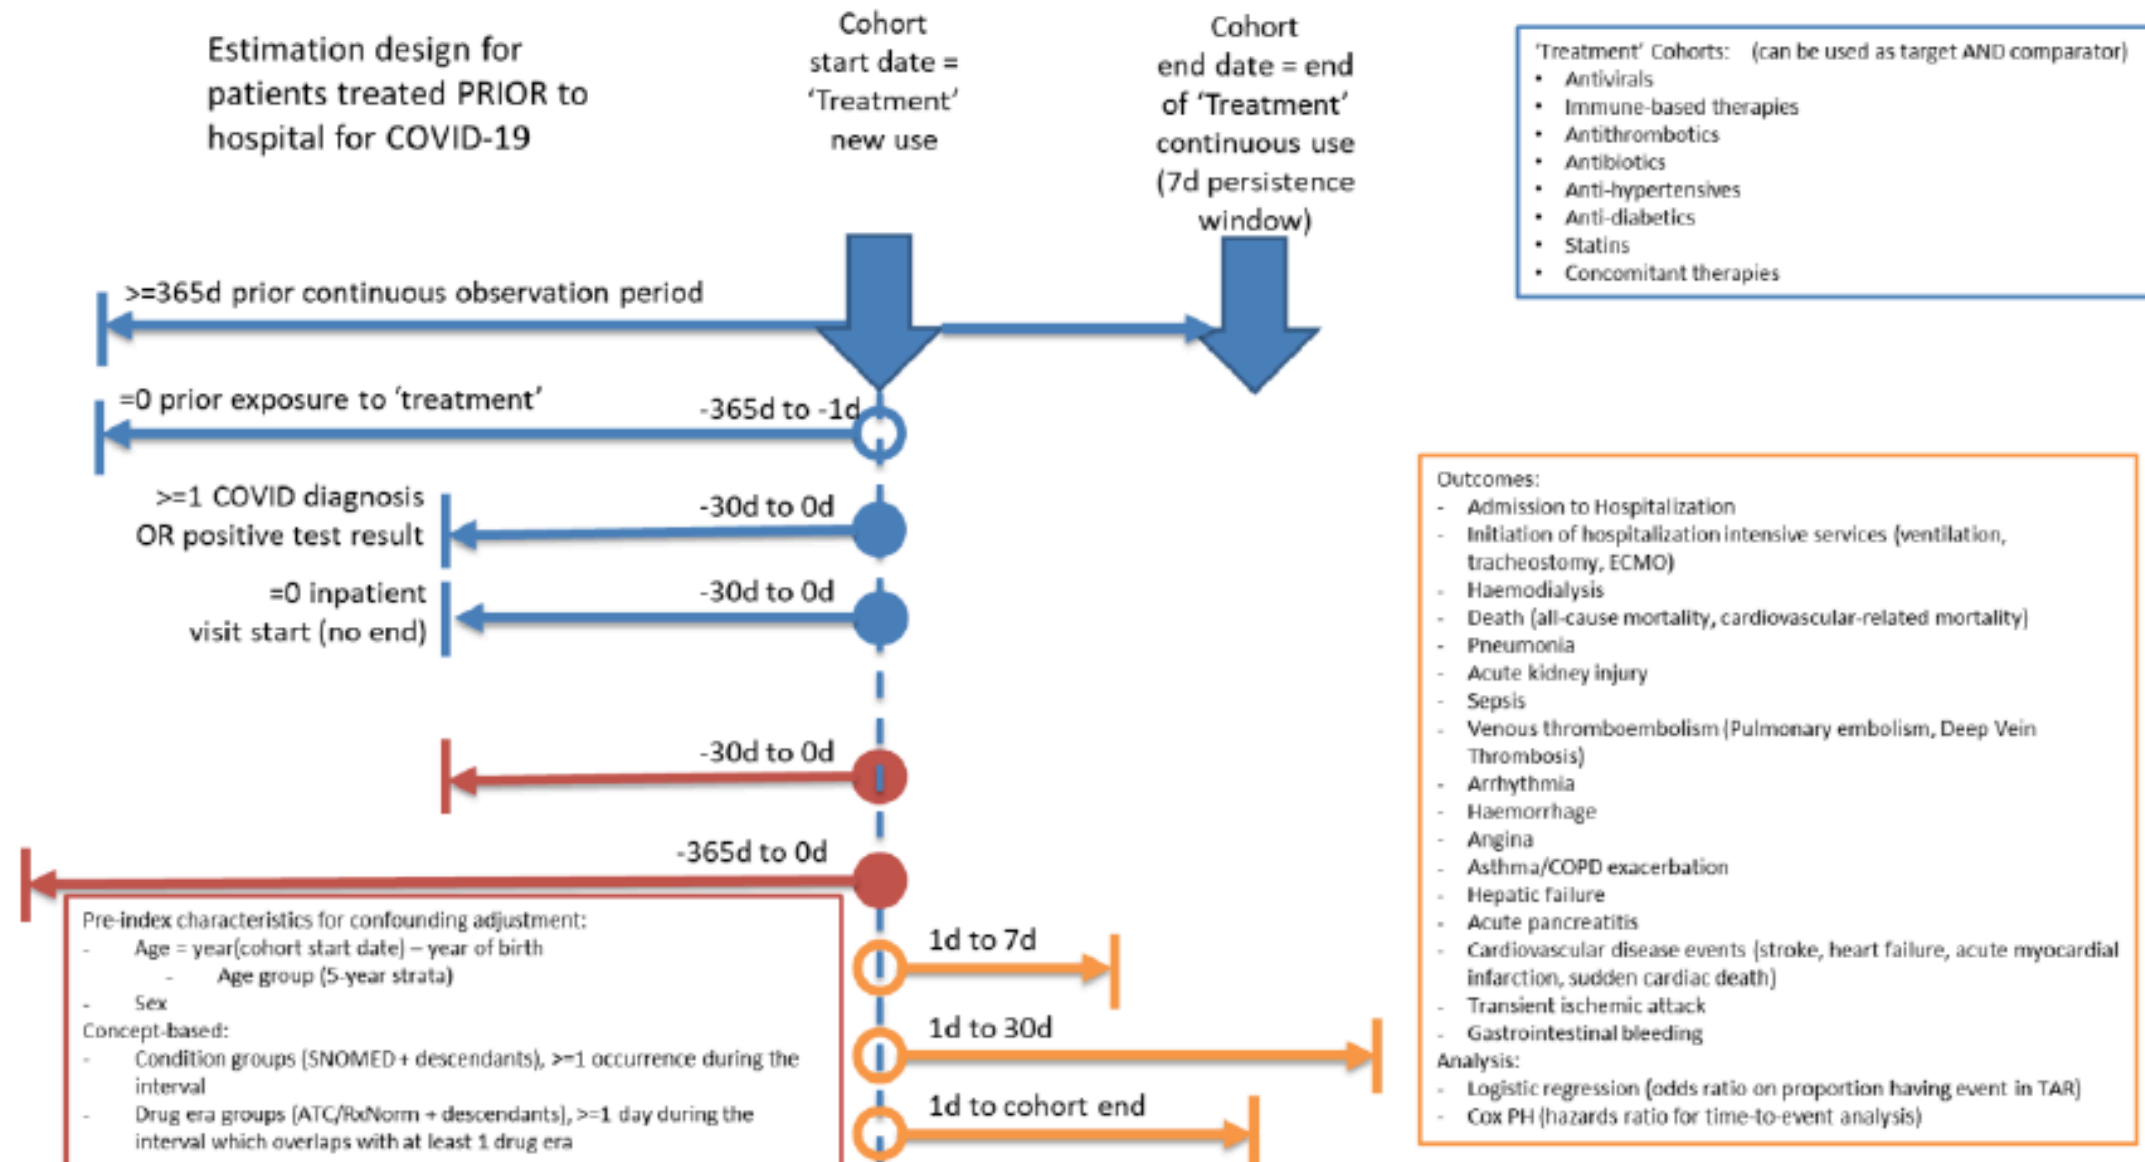 Estimation design for
patients treated PRIOR to
hospital for COVID-19
Cohort
start date =
'Treatment'
new use
Cohort
end date = end
of 'Treatment'
continuous use
(7d persistence
window)
'Treatment' Cohorts: (can be used as target AND comparator)
• Antivirals
• Immune-based therapies
• Antithrombotics
• Antibiotics
• Anti-hypertensives
• Anti-diabetics
• Statins
• Concomitant therapies
>=365d prior continuous observation period
=0 prior exposure to 'treatment'
-365d to -1d
>=1 COVID diagnosis
OR positive test result
-30d to 0d
=0 inpatient
visit start (no end)
-30d to 0d
-30d to 0d
-365d to 0d
Pre-index characteristics for confounding adjustment:
- Age = year(cohort start date) – year of birth
- Age group (5-year strata)
- Sex
Concept-based:
- Condition groups (SNOMED + descendants), >=1 occurrence during the
interval
- Drug era groups (ATC/RxNorm + descendants), >=1 day during the
interval which overlaps with at least 1 drug era
1d to 7d
1d to 30d
1d to cohort end
Outcomes:
- Admission to Hospitalization
- Initiation of hospitalization intensive services (ventilation,
tracheostomy, ECMO)
- Haemodialysis
- Death (all-cause mortality, cardiovascular-related mortality)
- Pneumonia
- Acute kidney injury
- Sepsis
- Venous thromboembolism (Pulmonary embolism, Deep Vein
Thrombosis)
- Arrhythmia
- Haemorrhage
- Angina
- Asthma/COPD exacerbation
- Hepatic failure
- Acute pancreatitis
- Cardiovascular disease events (stroke, heart failure, acute myocardial
infarction, sudden cardiac death)
- Transient ischemic attack
- Gastrointestinal bleeding
Analysis:
- Logistic regression (odds ratio on proportion having event in TAR)
- Cox PH (hazards ratio for time-to-event analysis)